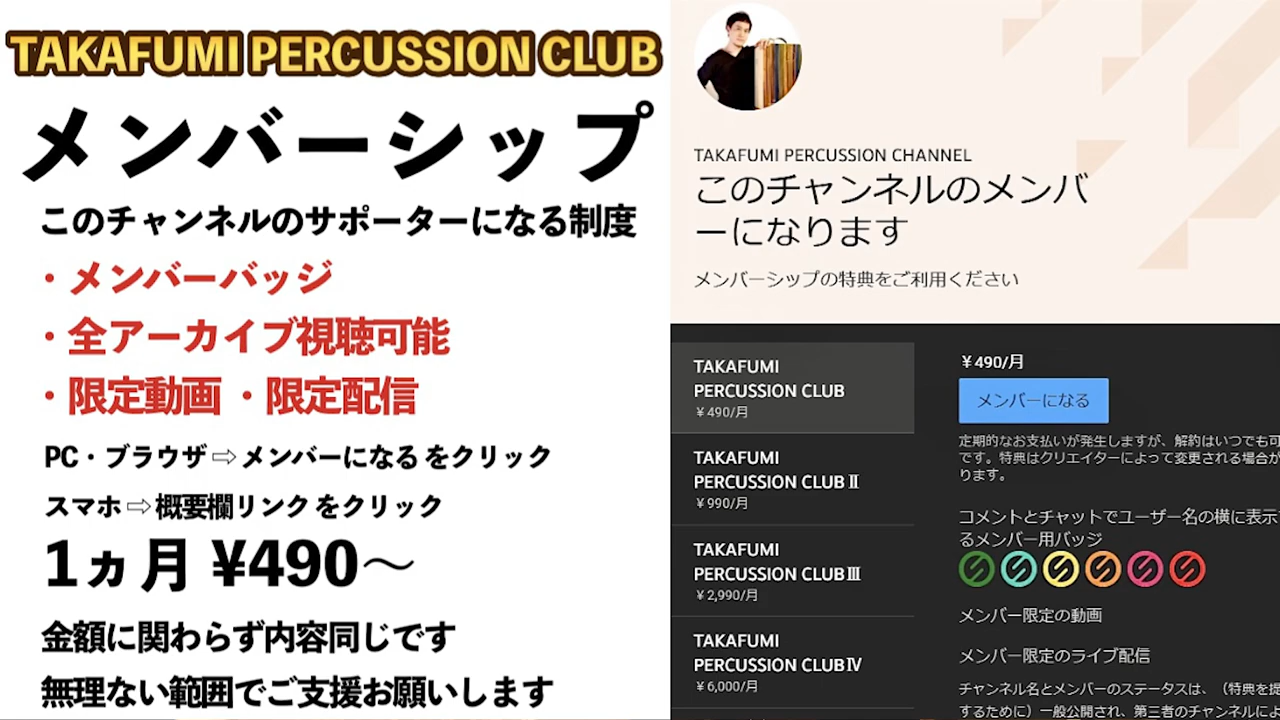 TAKAFUMI PERCUSSION CLUB
メンバーシップ
このチャンネルのサポーターになる制度
・メンバーバッジ
・全アーカイブ視聴可能
・限定動画 ・限定配信
PC・ブラウザ⇨メンバーになる をクリック
スマホ⇨概要欄リンク をクリック
1ヵ月 ¥490～
金額に関わらず内容同じです
無理ない範囲でご支援お願いします
TAKAFUMI PERCUSSION CHANNEL
このチャンネルのメンバ
ーになります
メンバーシップの特典をご利用ください
TAKAFUMI
PERCUSSION CLUB
￥490/月
TAKAFUMI
PERCUSSION CLUB Ⅱ
￥990/月
TAKAFUMI
PERCUSSION CLUBⅢ
￥2,990/月
TAKAFUMI
PERCUSSION CLUBⅣ
￥6,000/月
￥490/月
メンバーになる
定期的なお支払いが発生しますが、解約はいつでも可
です。特典はクリエイターによって変更される場合が
ります。
コメントとチャットでユーザー名の横に表示
るメンバー用バッジ
メンバー限定の動画
メンバー限定のライブ配信
チャンネル名とメンバーのステータスは、（特典を提
するために）一般公開され、第三者のチャンネルによ